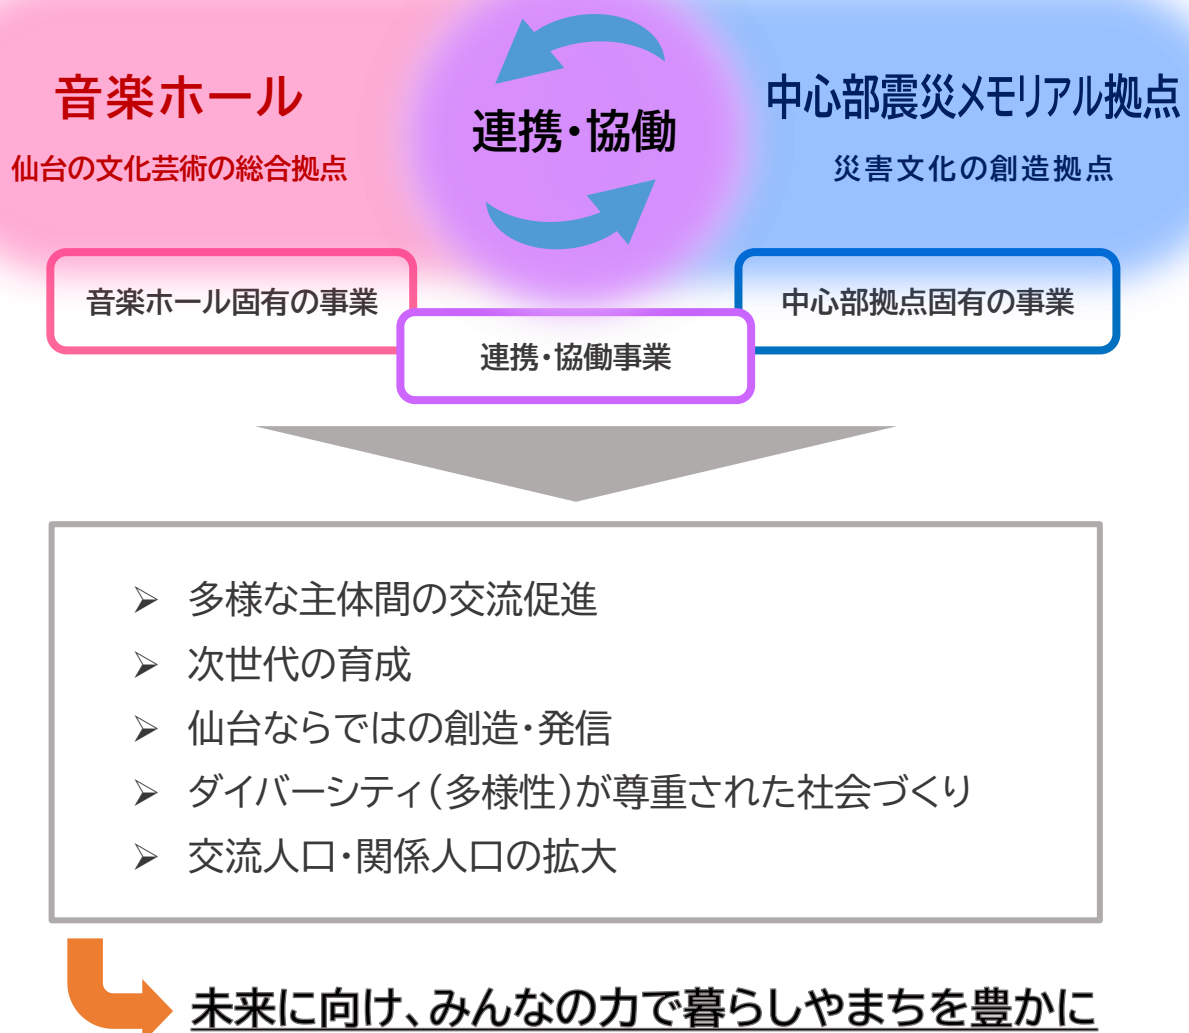 音楽ホール
仙台の文化芸術の総合拠点
連携・協働
中心部震災メモリアル拠点
災害文化の創造拠点
音楽ホール固有の事業
連携・協働事業
中心部拠点固有の事業
➢ 多様な主体間の交流促進
➢ 次世代の育成
➢ 仙台ならではの創造・発信
➢ ダイバーシティ(多様性)が尊重された社会づくり
➢ 交流人口・関係人口の拡大
未来に向け、みんなの力で暮らしやまちを豊かに